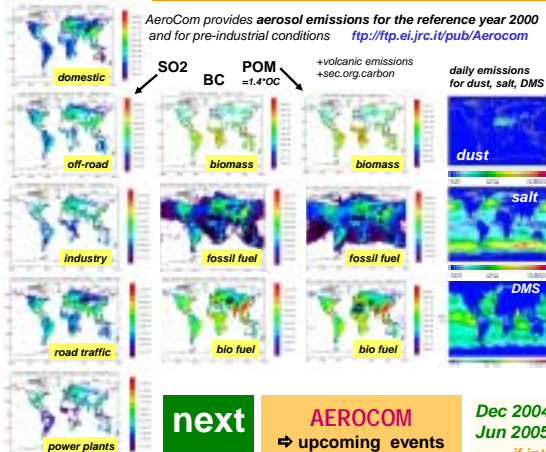 AeroCom provides aerosol emissions for the reference year 2000
and for pre-industrial conditions ftp://ftp.ei.jrc.it/pub/Aerocom
domestic
SO2
BC
POM
=1.4*OC
+volcanic emissions
+sec.org.carbon
daily emissions
for dust, salt, DMS
off-road
biomass
biomass
dust
industry
fossil fuel
fossil fuel
salt
road traffic
bio fuel
bio fuel
DMS
power plants
next
AEROCOM
⇨ upcoming events
Dec 2004
Jun 2005